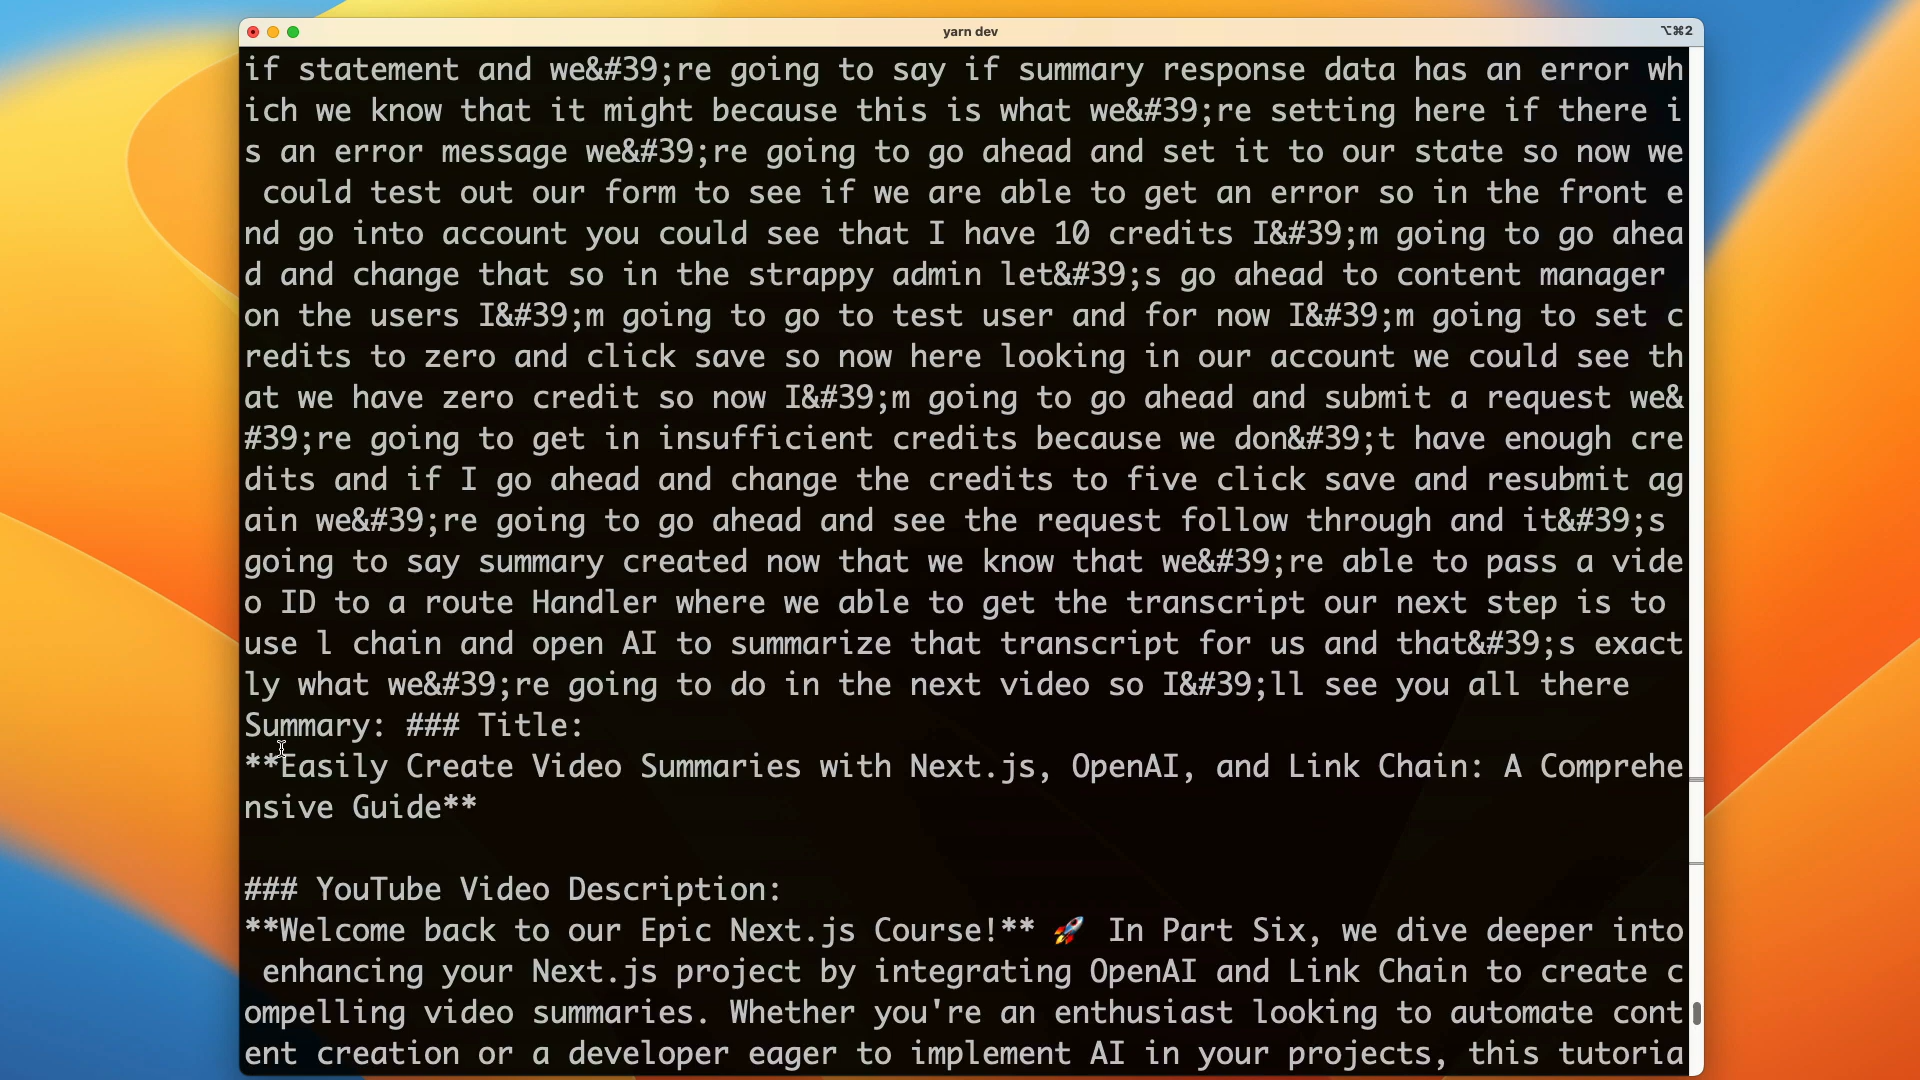 yarn dev
⌥⌘2
if statement and we&#39;re going to say if summary response data has an error wh
ich we know that it might because this is what we&#39;re setting here if there i
s an error message we&#39;re going to go ahead and set it to our state so now we
 could test out our form to see if we are able to get an error so in the front e
nd go into account you could see that I have 10 credits I&#39;m going to go ahea
d and change that so in the strappy admin let&#39;s go ahead to content manager
on the users I&#39;m going to go to test user and for now I&#39;m going to set c
redits to zero and click save so now here looking in our account we could see th
at we have zero credit so now I&#39;m going to go ahead and submit a request we&
#39;re going to get in insufficient credits because we don&#39;t have enough cre
dits and if I go ahead and change the credits to five click save and resubmit ag
ain we&#39;re going to go ahead and see the request follow through and it&#39;s
going to say summary created now that we know that we&#39;re able to pass a vide
o ID to a route Handler where we able to get the transcript our next step is to
use l chain and open AI to summarize that transcript for us and that&#39;s exact
ly what we&#39;re going to do in the next video so I&#39;ll see you all there
Summary: ### Title:
**Easily Create Video Summaries with Next.js, OpenAI, and Link Chain: A Comprehe
nsive Guide**
### YouTube Video Description:
**Welcome back to our Epic Next.js Course!** 🚀 In Part Six, we dive deeper into
 enhancing your Next.js project by integrating OpenAI and Link Chain to create c
ompelling video summaries. Whether you're an enthusiast looking to automate cont
ent creation or a developer eager to implement AI in your projects, this tutoria